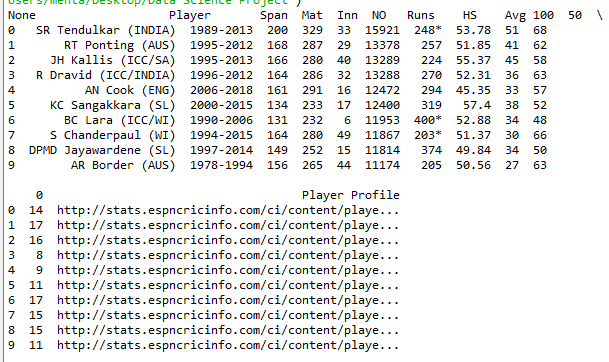 Users/menta/Desktop/Data Science Project )
None Player Span Mat Inn NO Runs HS Avg 100 50 \
0 SR Tendulkar (INDIA) 1989-2013 200 329 33 15921 248* 53.78 51 68
1 RT Ponting (AUS) 1995-2012 168 287 29 13378 257 51.85 41 62
2 JH Kallis (ICC/SA) 1995-2013 166 280 40 13289 224 55.37 45 58
3 R Dravid (ICC/INDIA) 1996-2012 164 286 32 13288 270 52.31 36 63
4 AN Cook (ENG) 2006-2018 161 291 16 12472 294 45.35 33 57
5 KC Sangakkara (SL) 2000-2015 134 233 17 12400 319 57.4 38 52
6 BC Lara (ICC/WI) 1990-2006 131 232 6 11953 400* 52.88 34 48
7 S Chanderpaul (WI) 1994-2015 164 280 49 11867 203* 51.37 30 66
8 DPMD Jayawardene (SL) 1997-2014 149 252 15 11814 374 49.84 34 50
9 AR Border (AUS) 1978-1994 156 265 44 11174 205 50.56 27 63
0 Player Profile
0 14 http://stats.espncricinfo.com/ci/content/playe...
1 17 http://stats.espncricinfo.com/ci/content/playe...
2 16 http://stats.espncricinfo.com/ci/content/playe...
3 8 http://stats.espncricinfo.com/ci/content/playe...
4 9 http://stats.espncricinfo.com/ci/content/playe...
5 11 http://stats.espncricinfo.com/ci/content/playe...
6 17 http://stats.espncricinfo.com/ci/content/playe...
7 15 http://stats.espncricinfo.com/ci/content/playe...
8 15 http://stats.espncricinfo.com/ci/content/playe...
9 11 http://stats.espncricinfo.com/ci/content/playe...